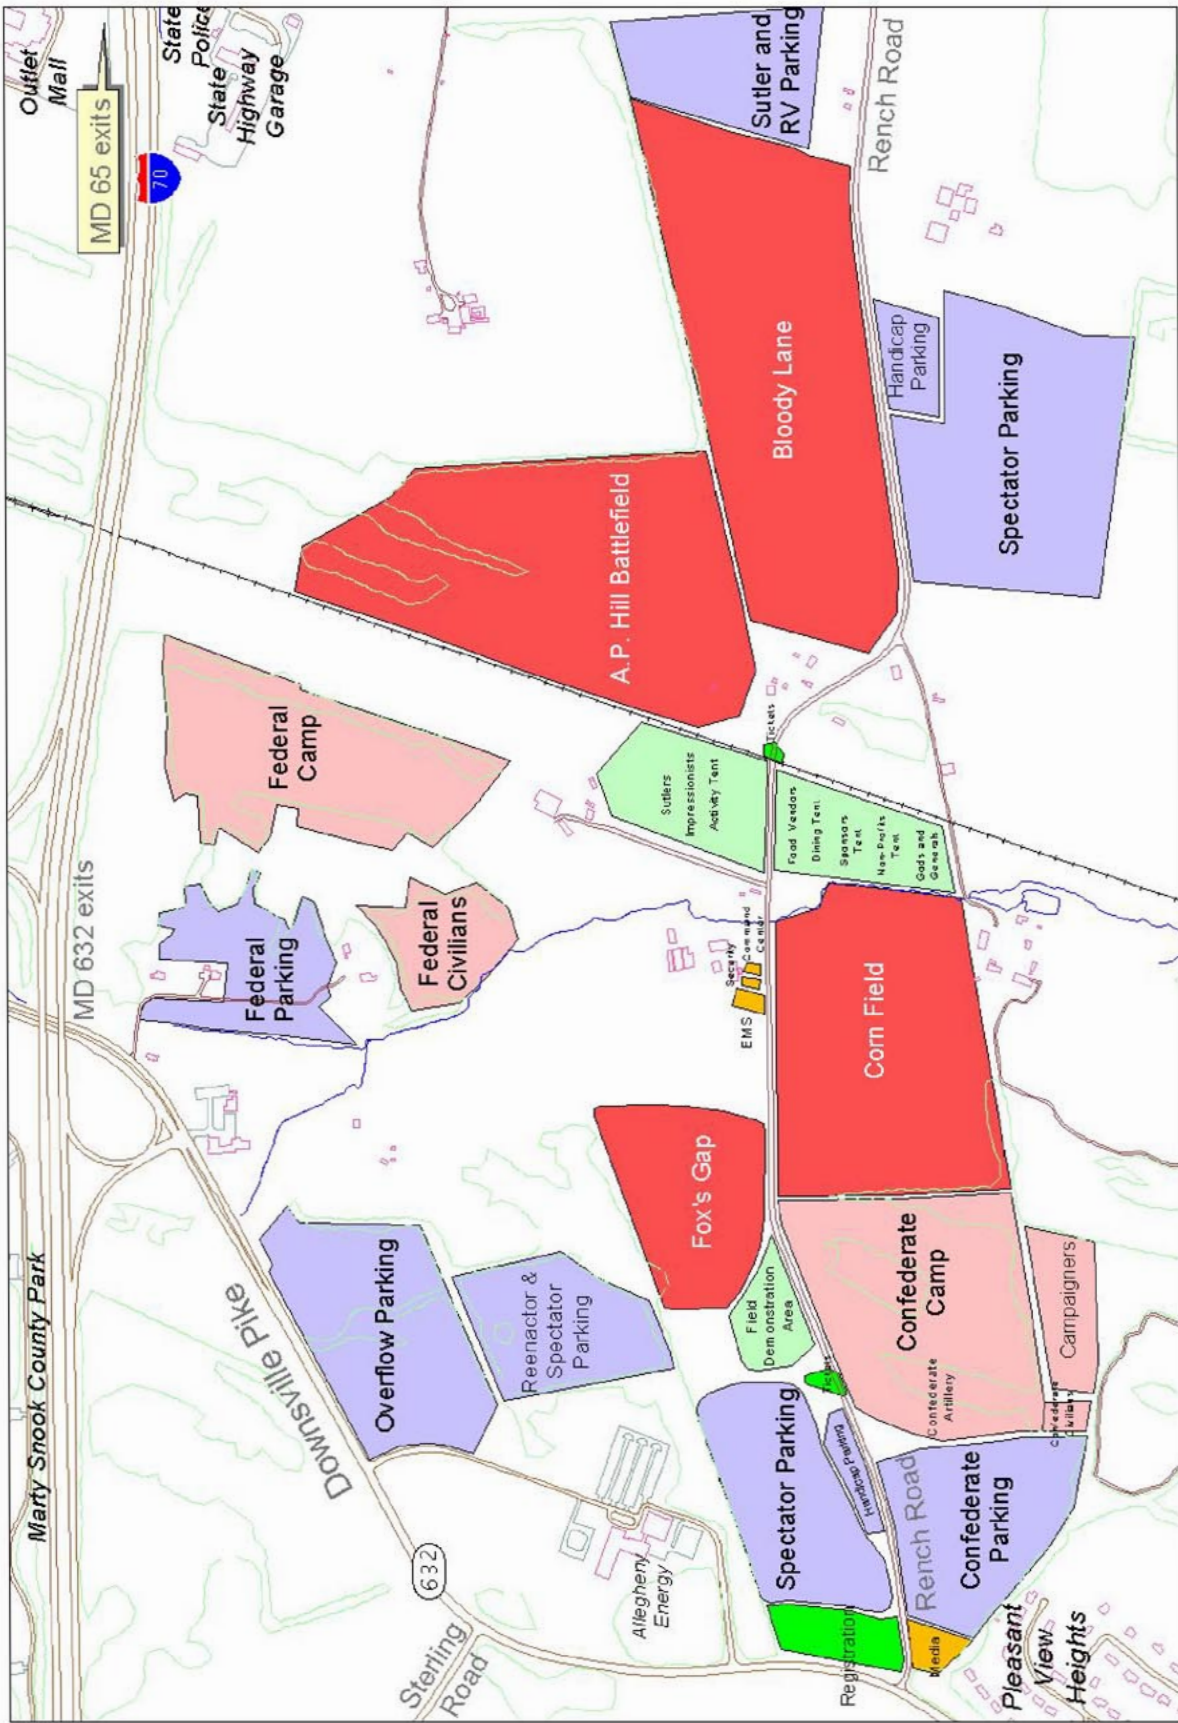 Outlet
Mall
MD 65 exits
70
State
Police
State
Highway
Garage
Sutler and
RV Parking
Rench Road
Bloody Lane
Handicap
Parking
Spectator Parking
A.P. Hill Battlefield
Federal
Camp
MD 632 exits
Federal
Parking
Federal
Civilians
Sutlers
Impressionists
Activity Tent
Tickets
Food Vendors
Dining Tent
Sponsors
Tent
Non-Profits
Tent
Gods and
Generals
Security
Command
Center
EMS
Corn Field
Fox's Gap
Marty Snook County Park
Downsville Pike
Overflow Parking
Reenactor &
Spectator
Parking
Field
Demonstration
Area
Tickets
Confederate
Camp
Confederate
Artillery
Campaigners
Confederate
Civilians
632
Sterling
Road
Allegheny
Energy
Spectator Parking
Handicap Parking
Rench Road
Confederate
Parking
Registration
Media
Pleasant
View
Heights